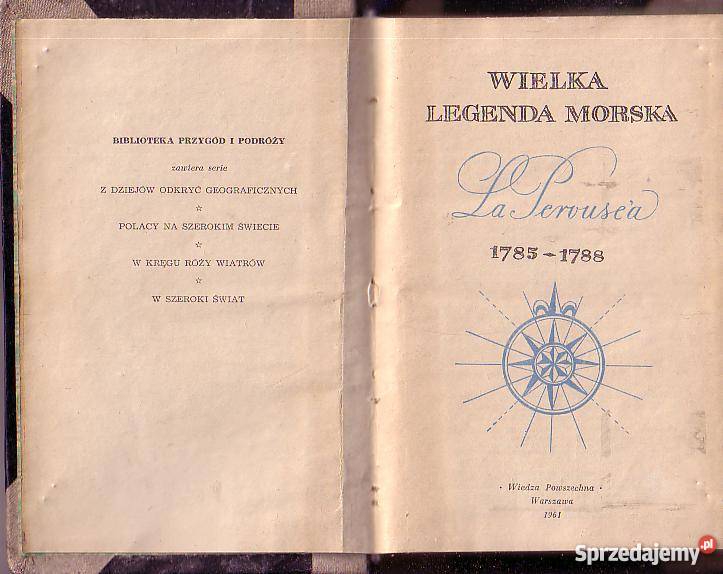 BIBLIOTEKA PRZYGÓD I PODRÓŻY
zawiera serie
Z DZIEJÓW ODKRYĆ GEOGRAFICZNYCH
☆
POLACY NA SZEROKIM ŚWIECIE
☆
W KRĘGU RÓŻY WIATRÓW
☆
W SZEROKI ŚWIAT
WIELKA
LEGENDA MORSKA
La Perouse'a
1785-1788
· Wiedza Powszechna ·
Warszawa
1961
Sprzedajemy.pl